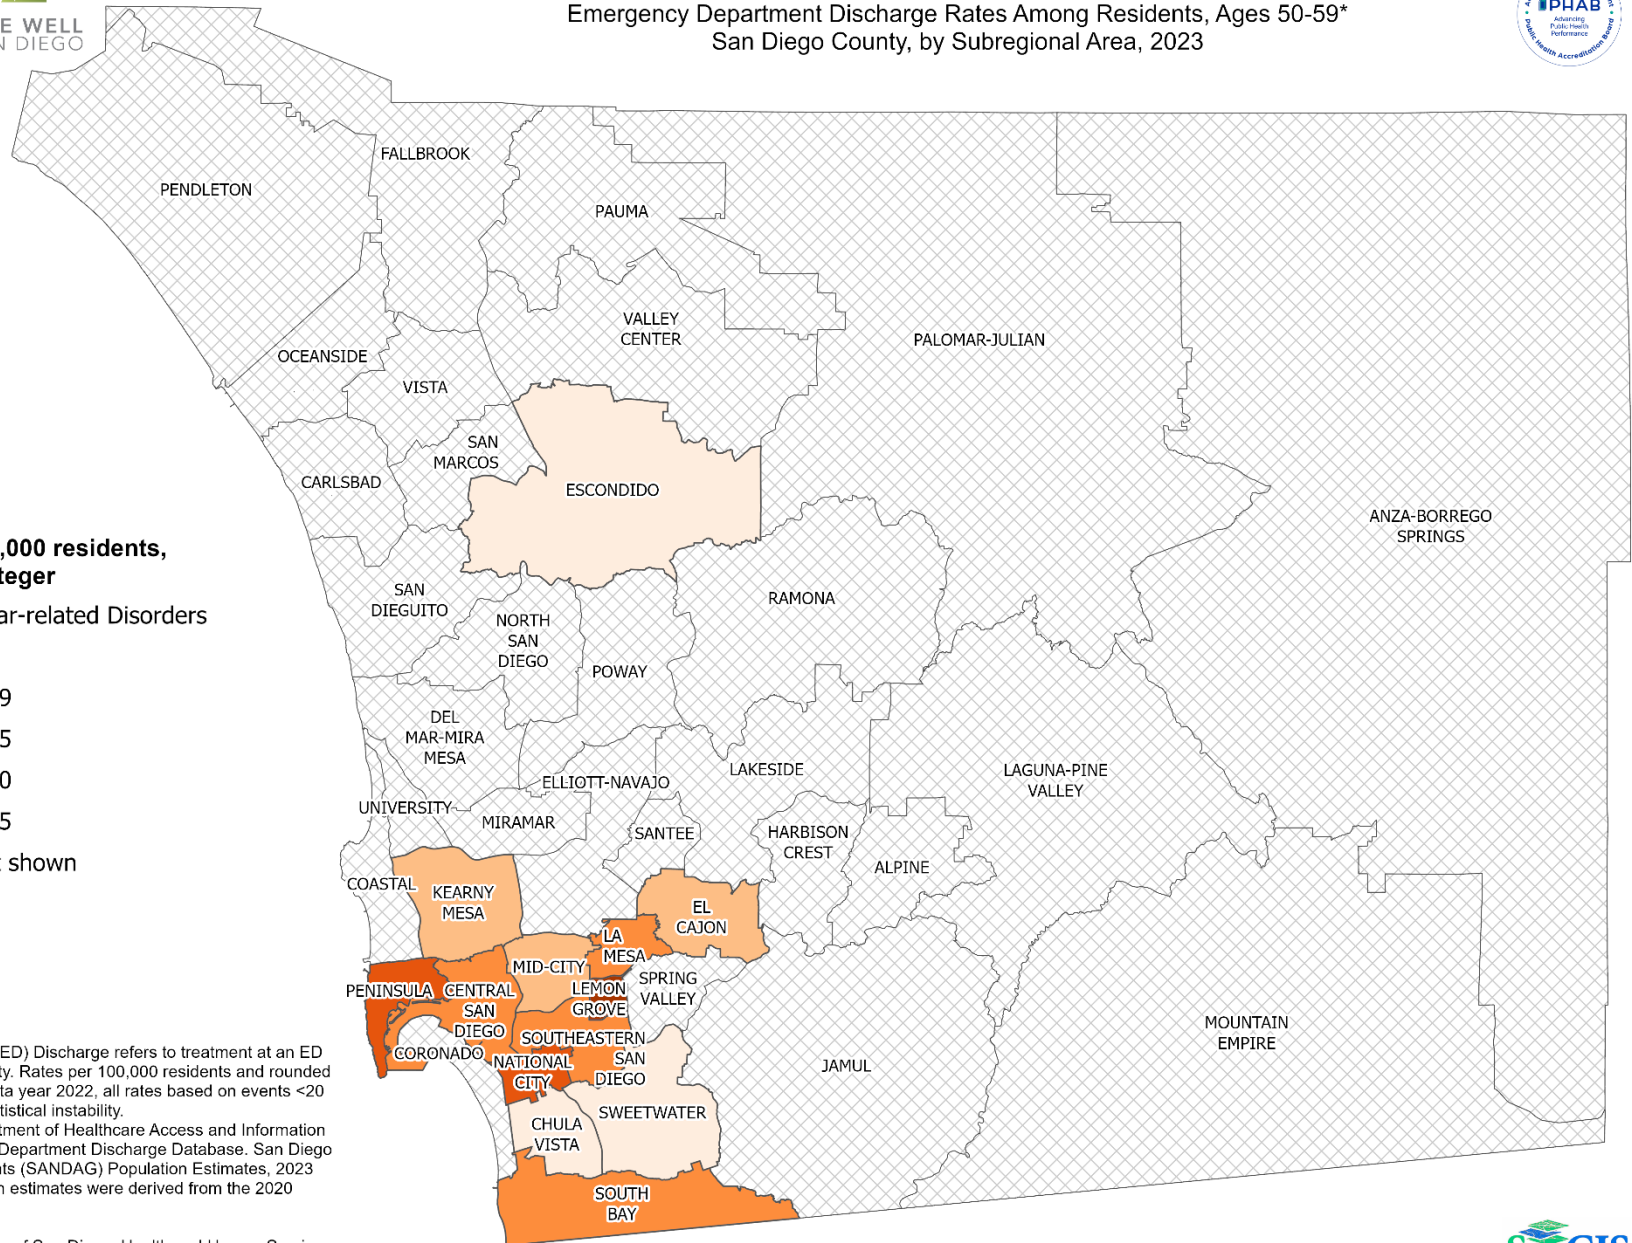 E WELL
N DIEGO
Emergency Department Discharge Rates Among Residents, Ages 50-59*
San Diego County, by Subregional Area, 2023
PHAB
Advancing
Public Health
Performance
Public Health Accreditation Board
FALLBROOK
PENDLETON
PAUMA
VALLEY
CENTER
PALOMAR-JULIAN
OCEANSIDE
VISTA
SAN
MARCOS
CARLSBAD
ESCONDIDO
ANZA-BORREGO
SPRINGS
,000 residents,
teger
ar-related Disorders
9
5
0
5
t shown
SAN
DIEGUITO
RAMONA
NORTH
SAN
DIEGO
POWAY
DEL
MAR-MIRA
MESA
ELLIOTT-NAVAJO
LAKESIDE
LAGUNA-PINE
VALLEY
UNIVERSITY
MIRAMAR
SANTEE
HARBISON
CREST
ALPINE
COASTAL
KEARNY
MESA
EL
CAJON
LA
MESA
MID-CITY
SPRING
VALLEY
PENINSULA
CENTRAL
SAN
DIEGO
LEMON
GROVE
SOUTHEASTERN
SAN
DIEGO
CORONADO
NATIONAL
CITY
MOUNTAIN
EMPIRE
JAMUL
SWEETWATER
CHULA
VISTA
SOUTH
BAY
ED) Discharge refers to treatment at an ED
ty. Rates per 100,000 residents and rounded
ta year 2022, all rates based on events <20
tistical instability.
tment of Healthcare Access and Information
Department Discharge Database. San Diego
nts (SANDAG) Population Estimates, 2023
n estimates were derived from the 2020